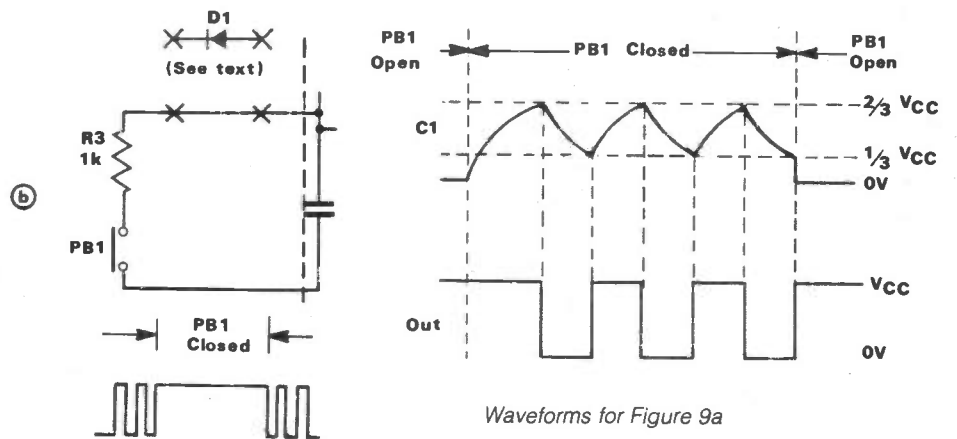 D1
(See text)
R3
1k
b
PB1
PB1
Closed
PB1
Open
PB1 Closed
PB1
Open
C1
2/3 VCC
1/3 VCC
0V
Out
VCC
0V
Waveforms for Figure 9a